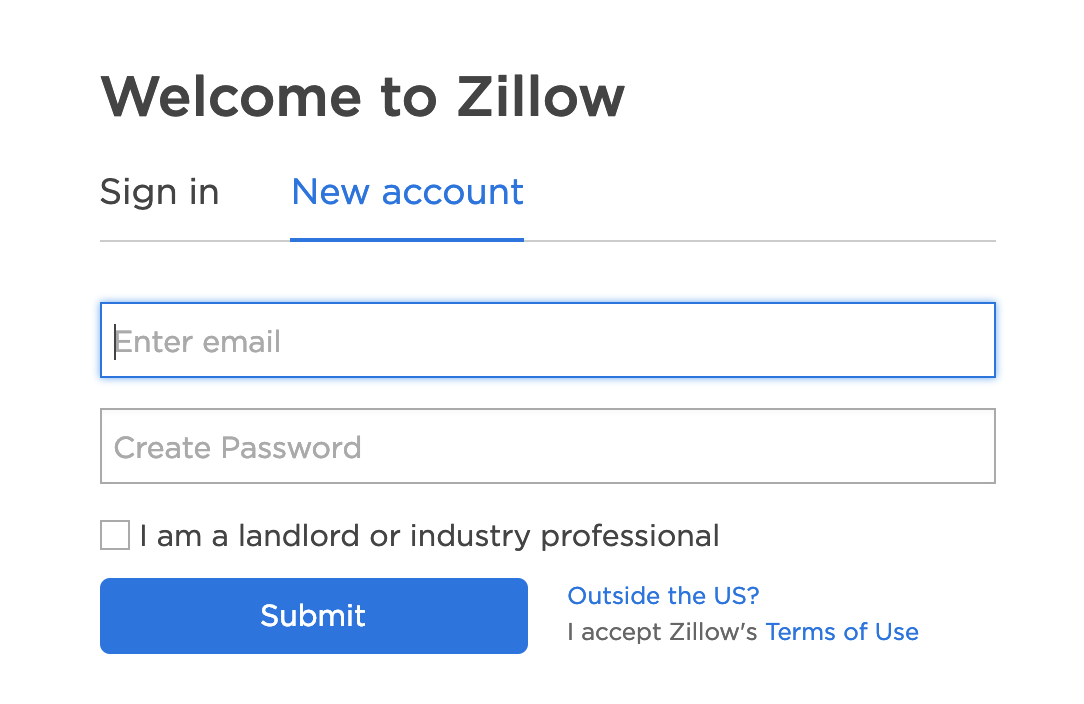 Welcome to Zillow
Sign in New account
Enter email
Create Password
I am a landlord or industry professional
Submit
Outside the US?
I accept Zillow's Terms of Use